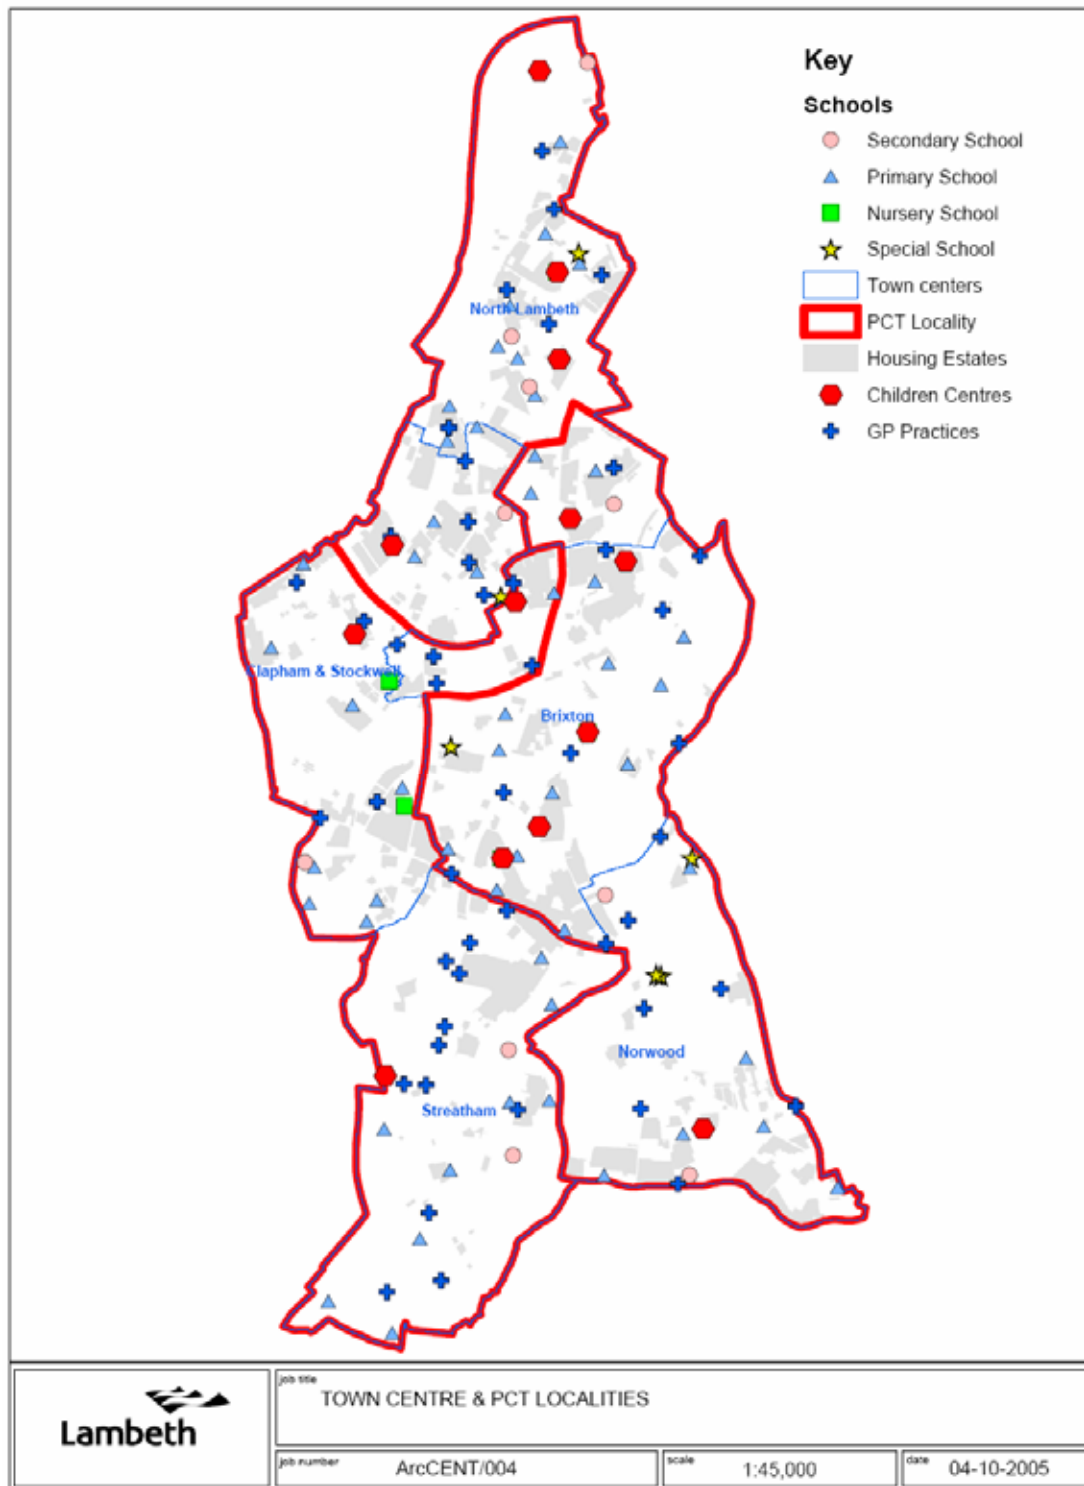 Key
Schools
Secondary School
Primary School
Nursery School
Special School
Town centers
PCT Locality
Housing Estates
Children Centres
GP Practices
North Lambeth
Clapham & Stockwell
Brixton
Norwood
Streatham
Lambeth
job title
TOWN CENTRE & PCT LOCALITIES
job number
ArcCENT/004
scale
1:45,000
date
04-10-2005